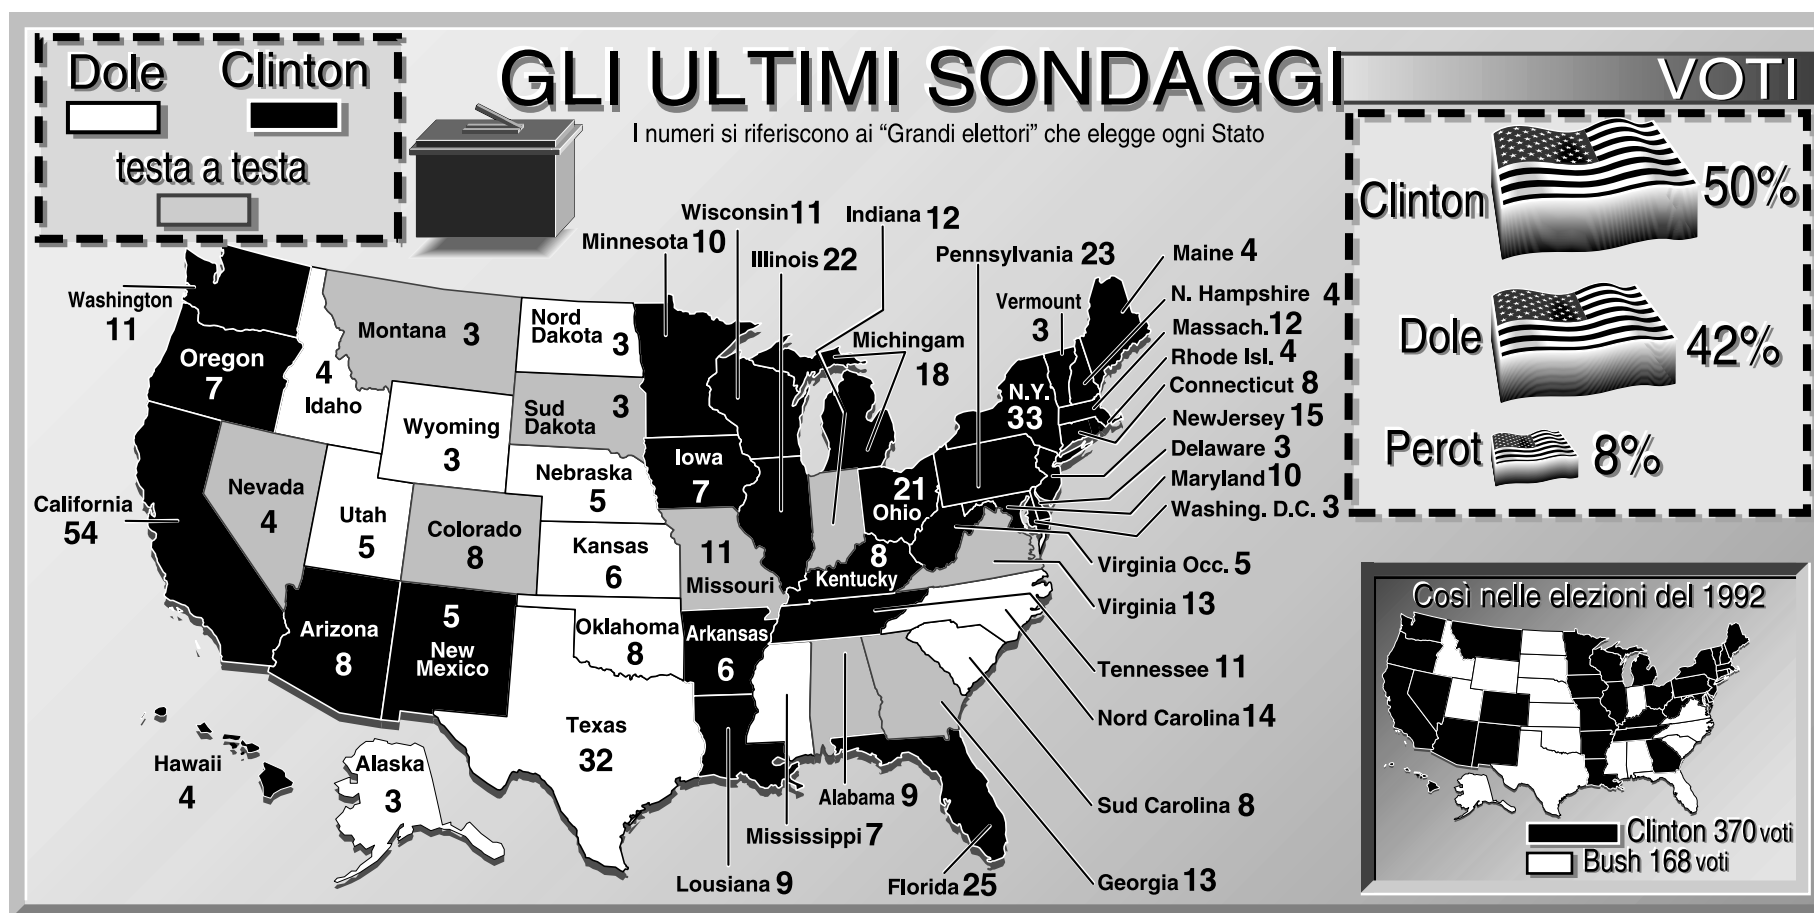 Dole Clinton
testa a testa
GLI ULTIMI SONDAGGI
I numeri si riferiscono ai “Grandi elettori” che elegge ogni Stato
VOTI
Clinton 50%
Dole 42%
Perot 8%
Washington
11
Oregon
7
California
54
Nevada
4
4
Idaho
Montana 3
Wyoming
3
Utah
5
Colorado
8
Arizona
8
5
New
Mexico
Nord
Dakota 3
Sud
Dakota 3
Nebraska
5
Kansas
6
Oklahoma
8
Texas
32
Hawaii
4
Alaska
3
Minnesota 10
Wisconsin 11
Illinois 22
Indiana 12
Michingam
18
Iowa
7
11
Missouri
Arkansas
6
Lousiana 9
Mississippi 7
Alabama 9
Florida 25
21
Ohio
8
Kentucky
Pennsylvania 23
Vermount
3
N.Y.
33
Maine 4
N. Hampshire 4
Massach. 12
Rhode Isl. 4
Connecticut 8
NewJersey 15
Delaware 3
Maryland 10
Washing. D.C. 3
Virginia Occ. 5
Virginia 13
Tennessee 11
Nord Carolina 14
Sud Carolina 8
Georgia 13
Così nelle elezioni del 1992
Clinton 370 voti
Bush 168 voti